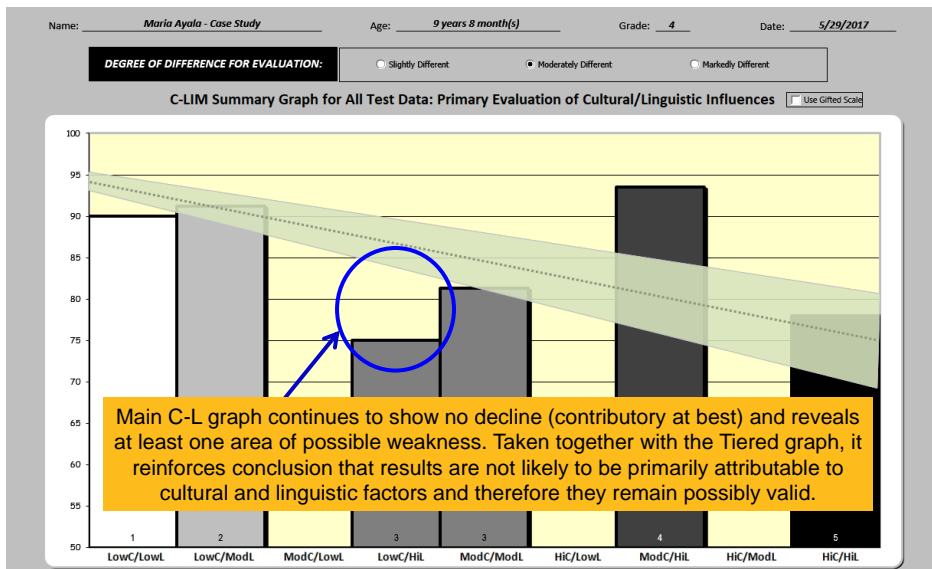 Name: Maria Ayala - Case Study Age: 9 years 8 month(s) Grade: 4 Date: 5/29/2017
DEGREE OF DIFFERENCE FOR EVALUATION: Slightly Different Moderately Different Markedly Different
C-LIM Summary Graph for All Test Data: Primary Evaluation of Cultural/Linguistic Influences Use Gifted Scale
100
95
90
85
80
75
70
65
60
55
50
Main C-L graph continues to show no decline (contributory at best) and reveals
at least one area of possible weakness. Taken together with the Tiered graph, it
reinforces conclusion that results are not likely to be primarily attributable to
cultural and linguistic factors and therefore they remain possibly valid.
1 2 3 3 4 5
LowC/LowL LowC/ModL ModC/LowL LowC/HiL ModC/ModL HiC/LowL ModC/HiL HiC/ModL HiC/HiL